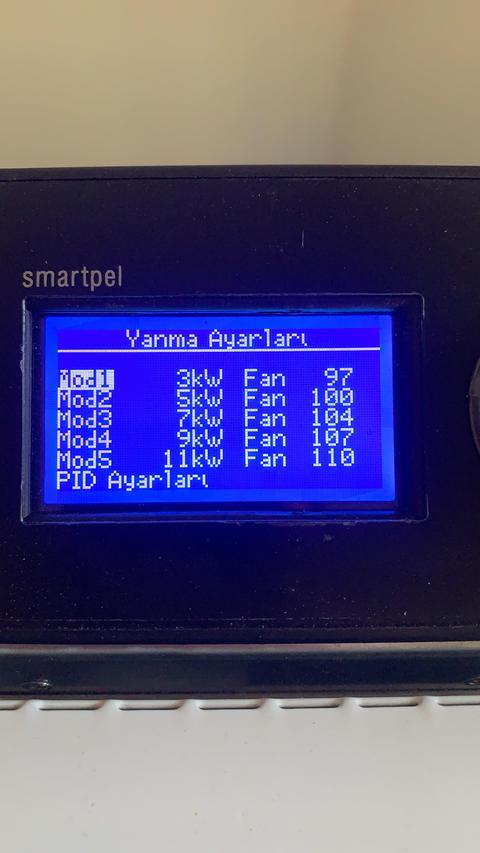 smartpel
Yanma Ayarları
Mod1 3kW Fan 97
Mod2 5kW Fan 100
Mod3 7kW Fan 104
Mod4 9kW Fan 107
Mod5 11kW Fan 110
PID Ayarları